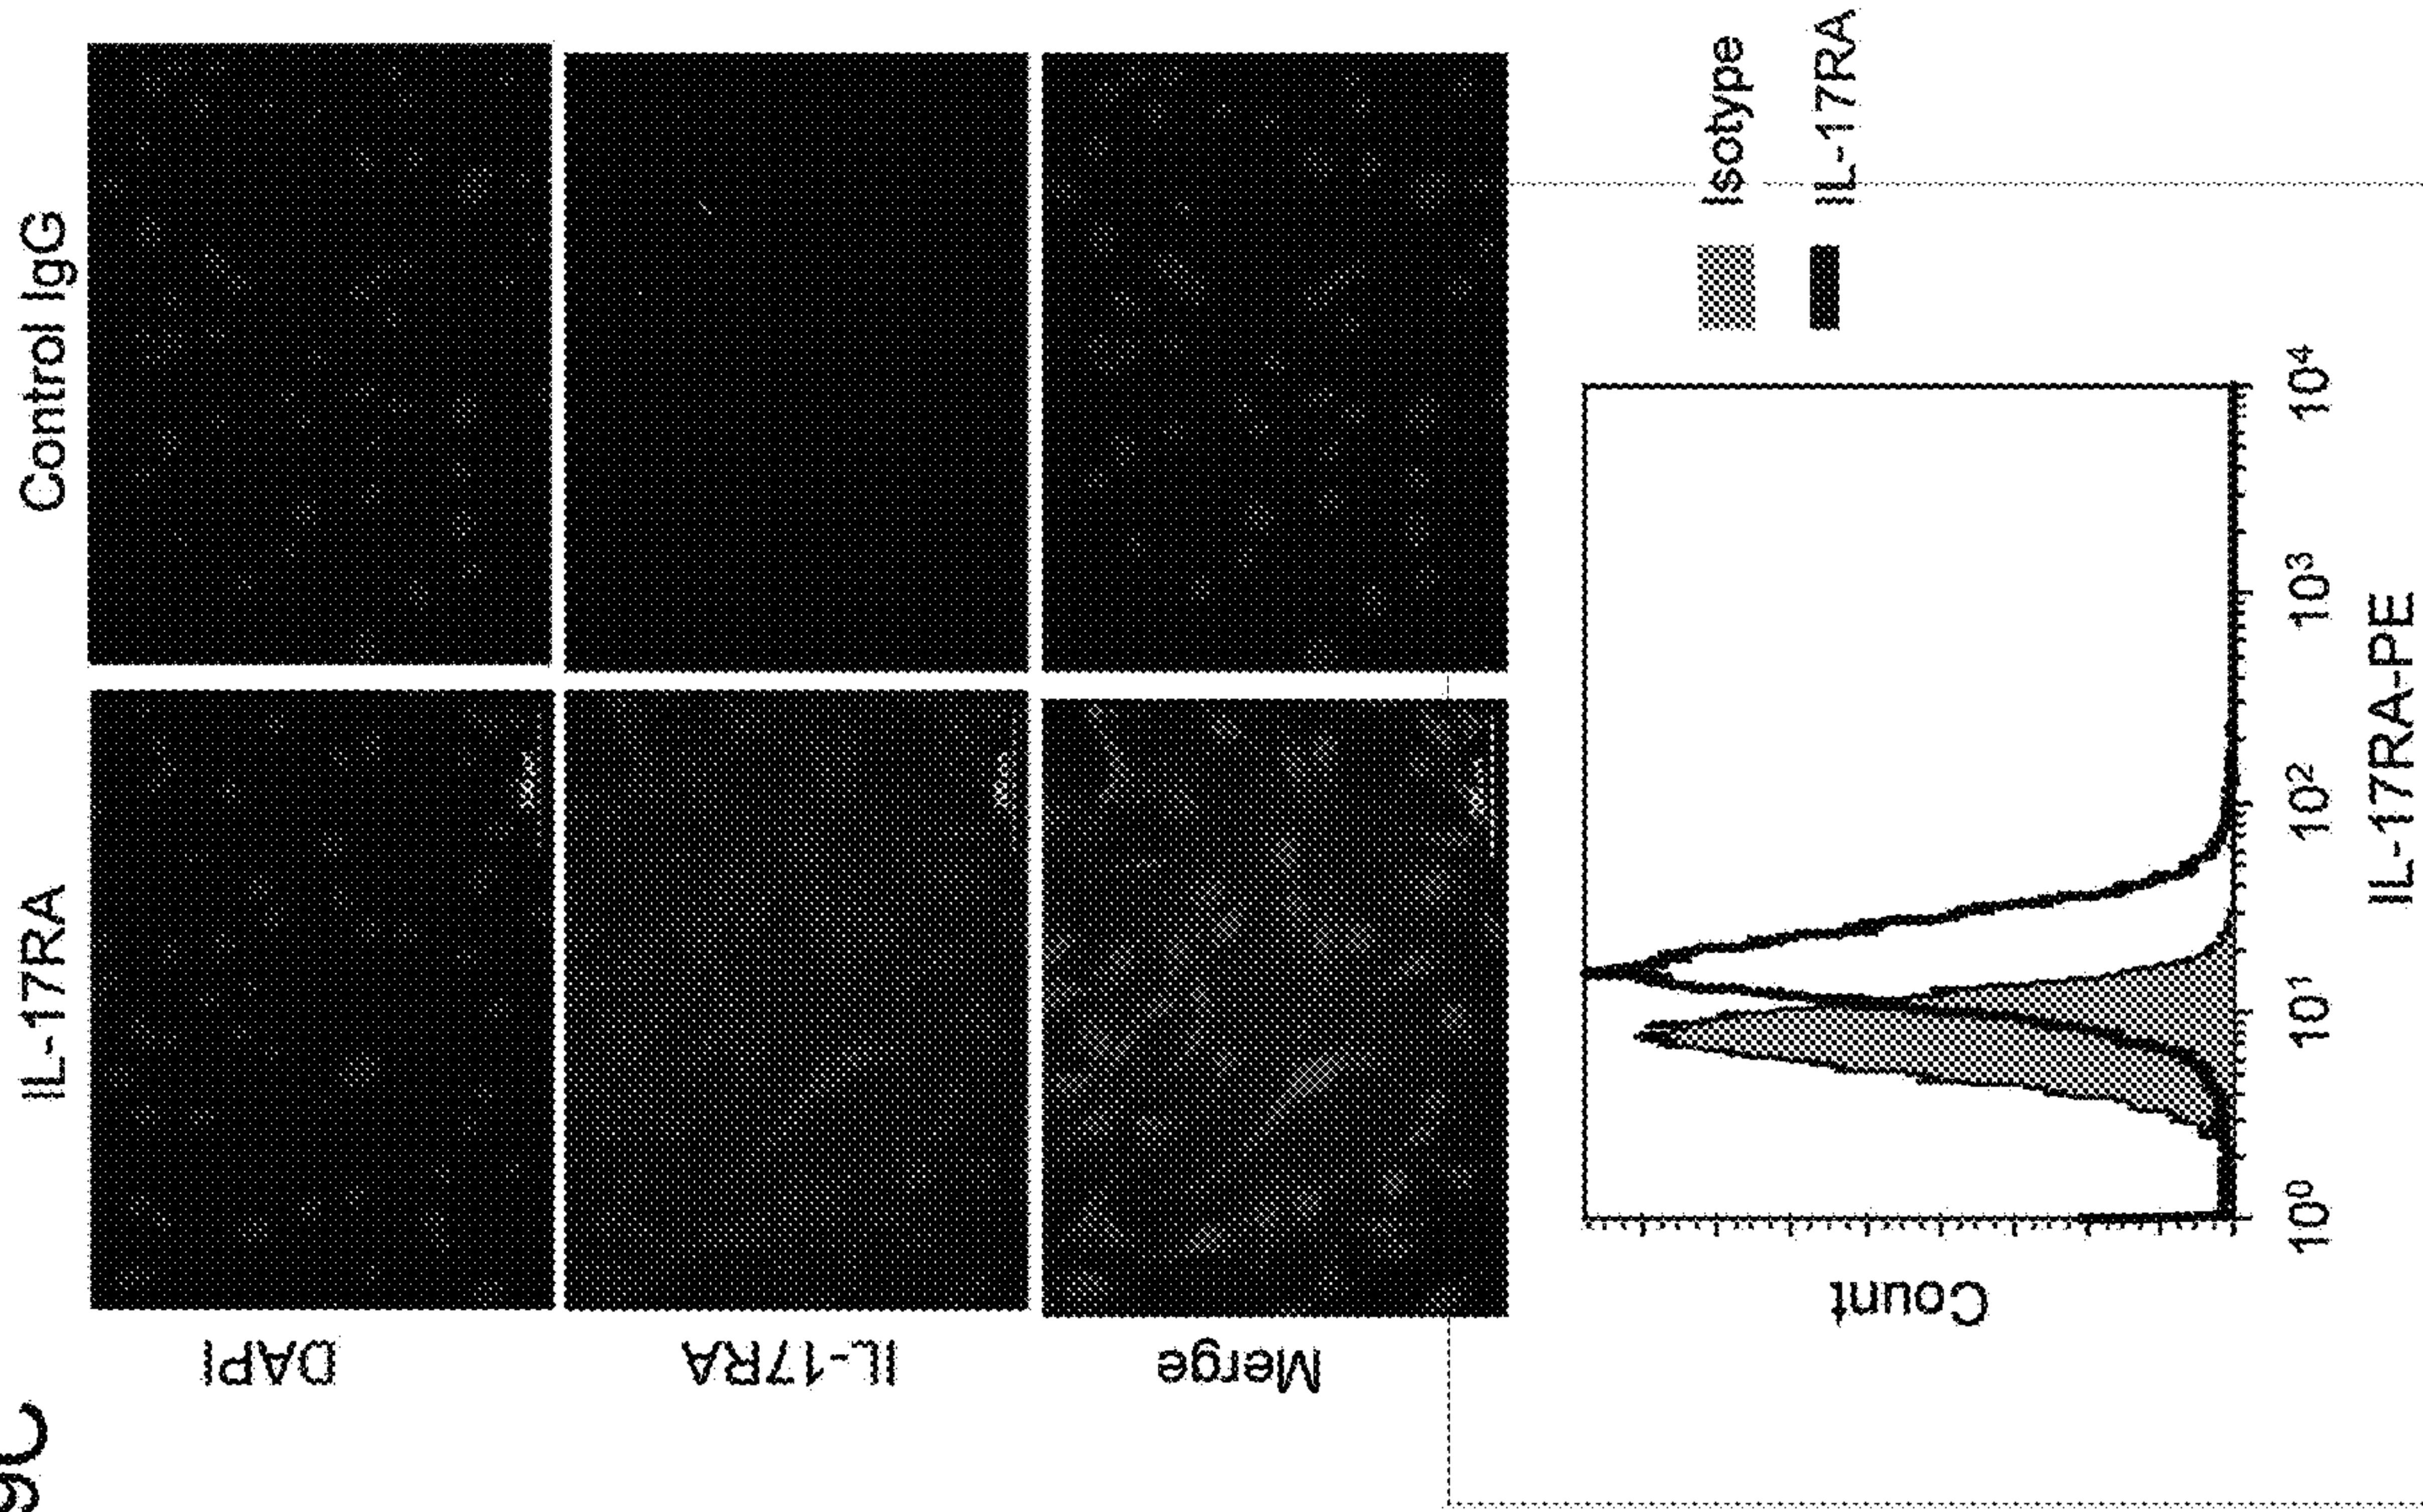 IL-17RA
Control IgG
DAPI
IL-17RA
Merge
Count
Isotype
IL-17RA
10⁰
10¹
10²
10³
10⁴
IL-17RA-PE